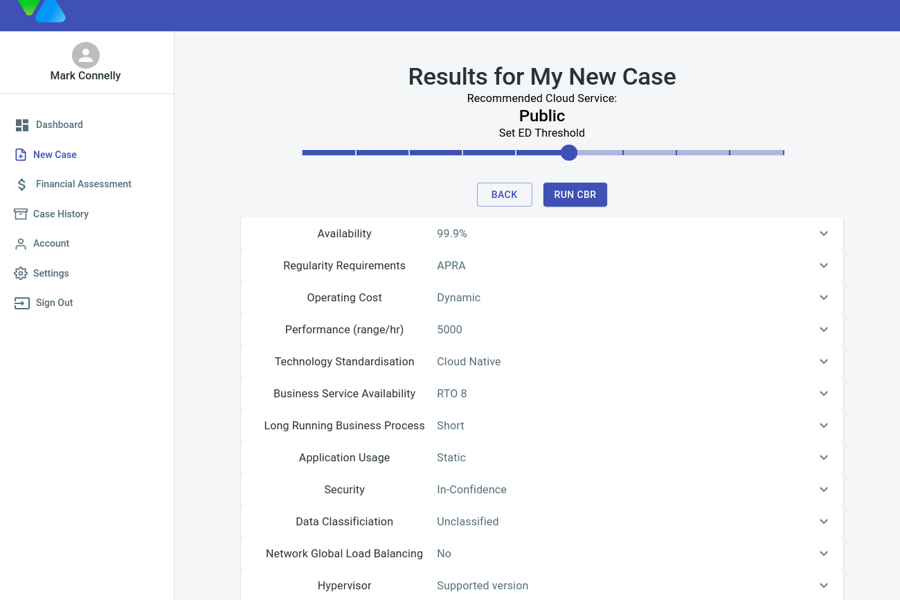 Mark Connelly
Dashboard
New Case
Financial Assessment
Case History
Account
Settings
Sign Out
Results for My New Case
Recommended Cloud Service:
Public
Set ED Threshold
BACK
RUN CBR
Availability 99.9%
Regularity Requirements APRA
Operating Cost Dynamic
Performance (range/hr) 5000
Technology Standardisation Cloud Native
Business Service Availability RTO 8
Long Running Business Process Short
Application Usage Static
Security In-Confidence
Data Classificiation Unclassified
Network Global Load Balancing No
Hypervisor Supported version